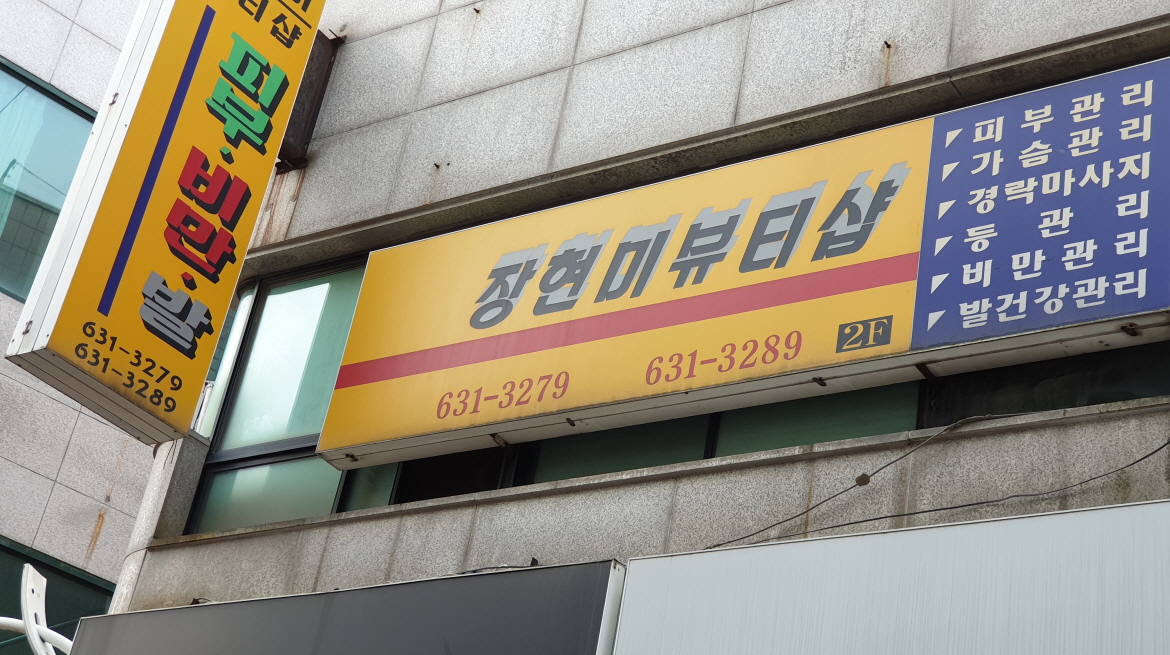 티샵
피부·비만·발
631-3279
631-3289
장현미뷰티샵
631-3279 631-3289 2F
피부관리
가슴관리
경락마사지
등관리
비만관리
발건강관리